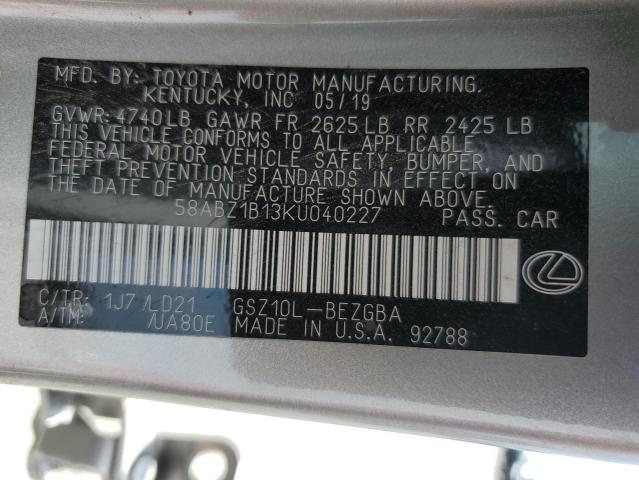 MFD. BY: TOYOTA MOTOR MANUFACTURING,
KENTUCKY, INC 05/19
GVWR: 4740LB GAWR FR 2625 LB RR 2425 LB
THIS VEHICLE CONFORMS TO ALL APPLICABLE
FEDERAL MOTOR VEHICLE SAFETY, BUMPER, AND
THEFT PREVENTION STANDARDS IN EFFECT ON
THE DATE OF MANUFACTURE SHOWN ABOVE.
58ABZ1B13KU040227 PASS. CAR
C/TR: 1J7 /LD21 GSZ10L-BEZGBA
A/TM: /UA80E MADE IN U.S.A. 92788